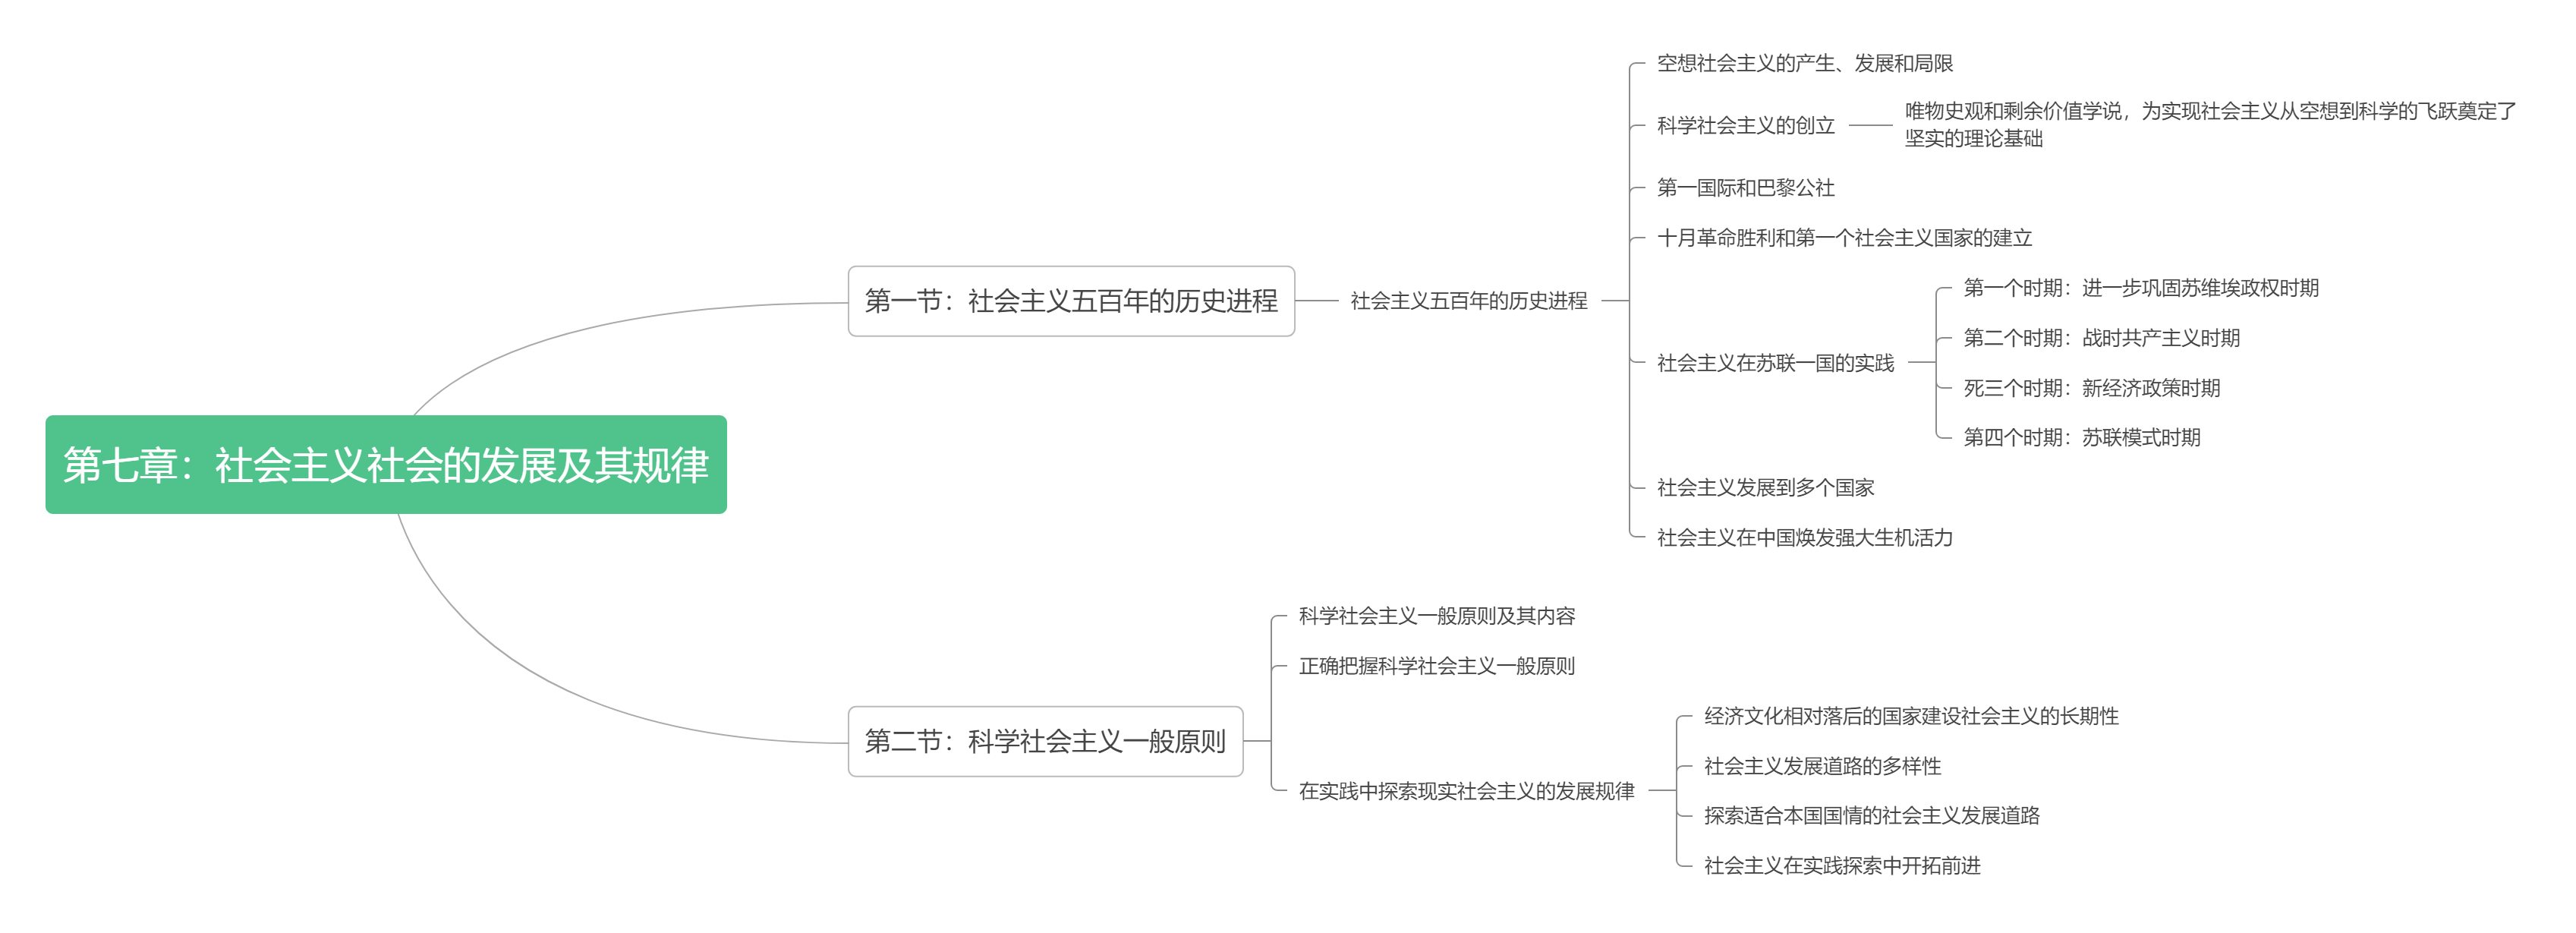 第七章：社会主义社会的发展及其规律
第一节：社会主义五百年的历史进程
社会主义五百年的历史进程
空想社会主义的产生、发展和局限
科学社会主义的创立
唯物史观和剩余价值学说，为实现社会主义从空想到科学的飞跃奠定了
坚实的理论基础
第一国际和巴黎公社
十月革命胜利和第一个社会主义国家的建立
社会主义在苏联一国的实践
第一个时期：进一步巩固苏维埃政权时期
第二个时期：战时共产主义时期
死三个时期：新经济政策时期
第四个时期：苏联模式时期
社会主义发展到多个国家
社会主义在中国焕发强大生机活力
第二节：科学社会主义一般原则
科学社会主义一般原则及其内容
正确把握科学社会主义一般原则
在实践中探索现实社会主义的发展规律
经济文化相对落后的国家建设社会主义的长期性
社会主义发展道路的多样性
探索适合本国国情的社会主义发展道路
社会主义在实践探索中开拓前进